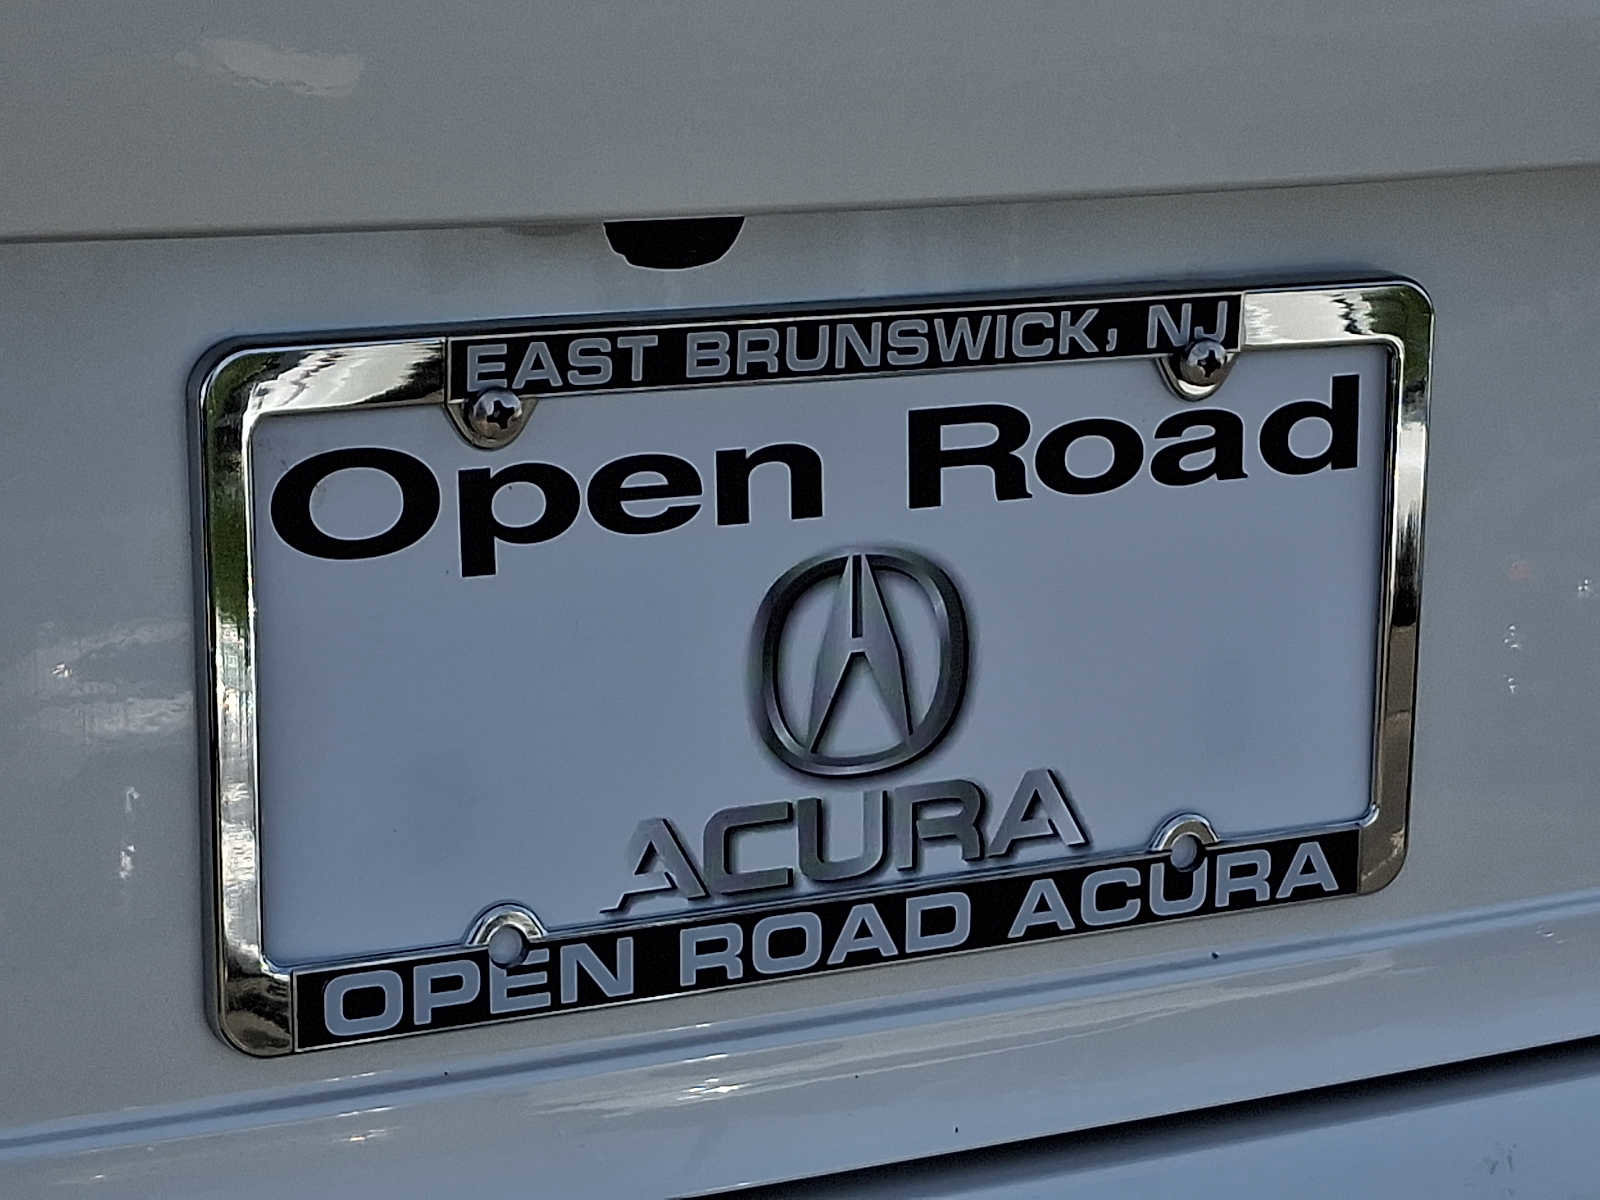 EAST BRUNSWICK, NJ
Open Road
ACURA
OPEN ROAD ACURA